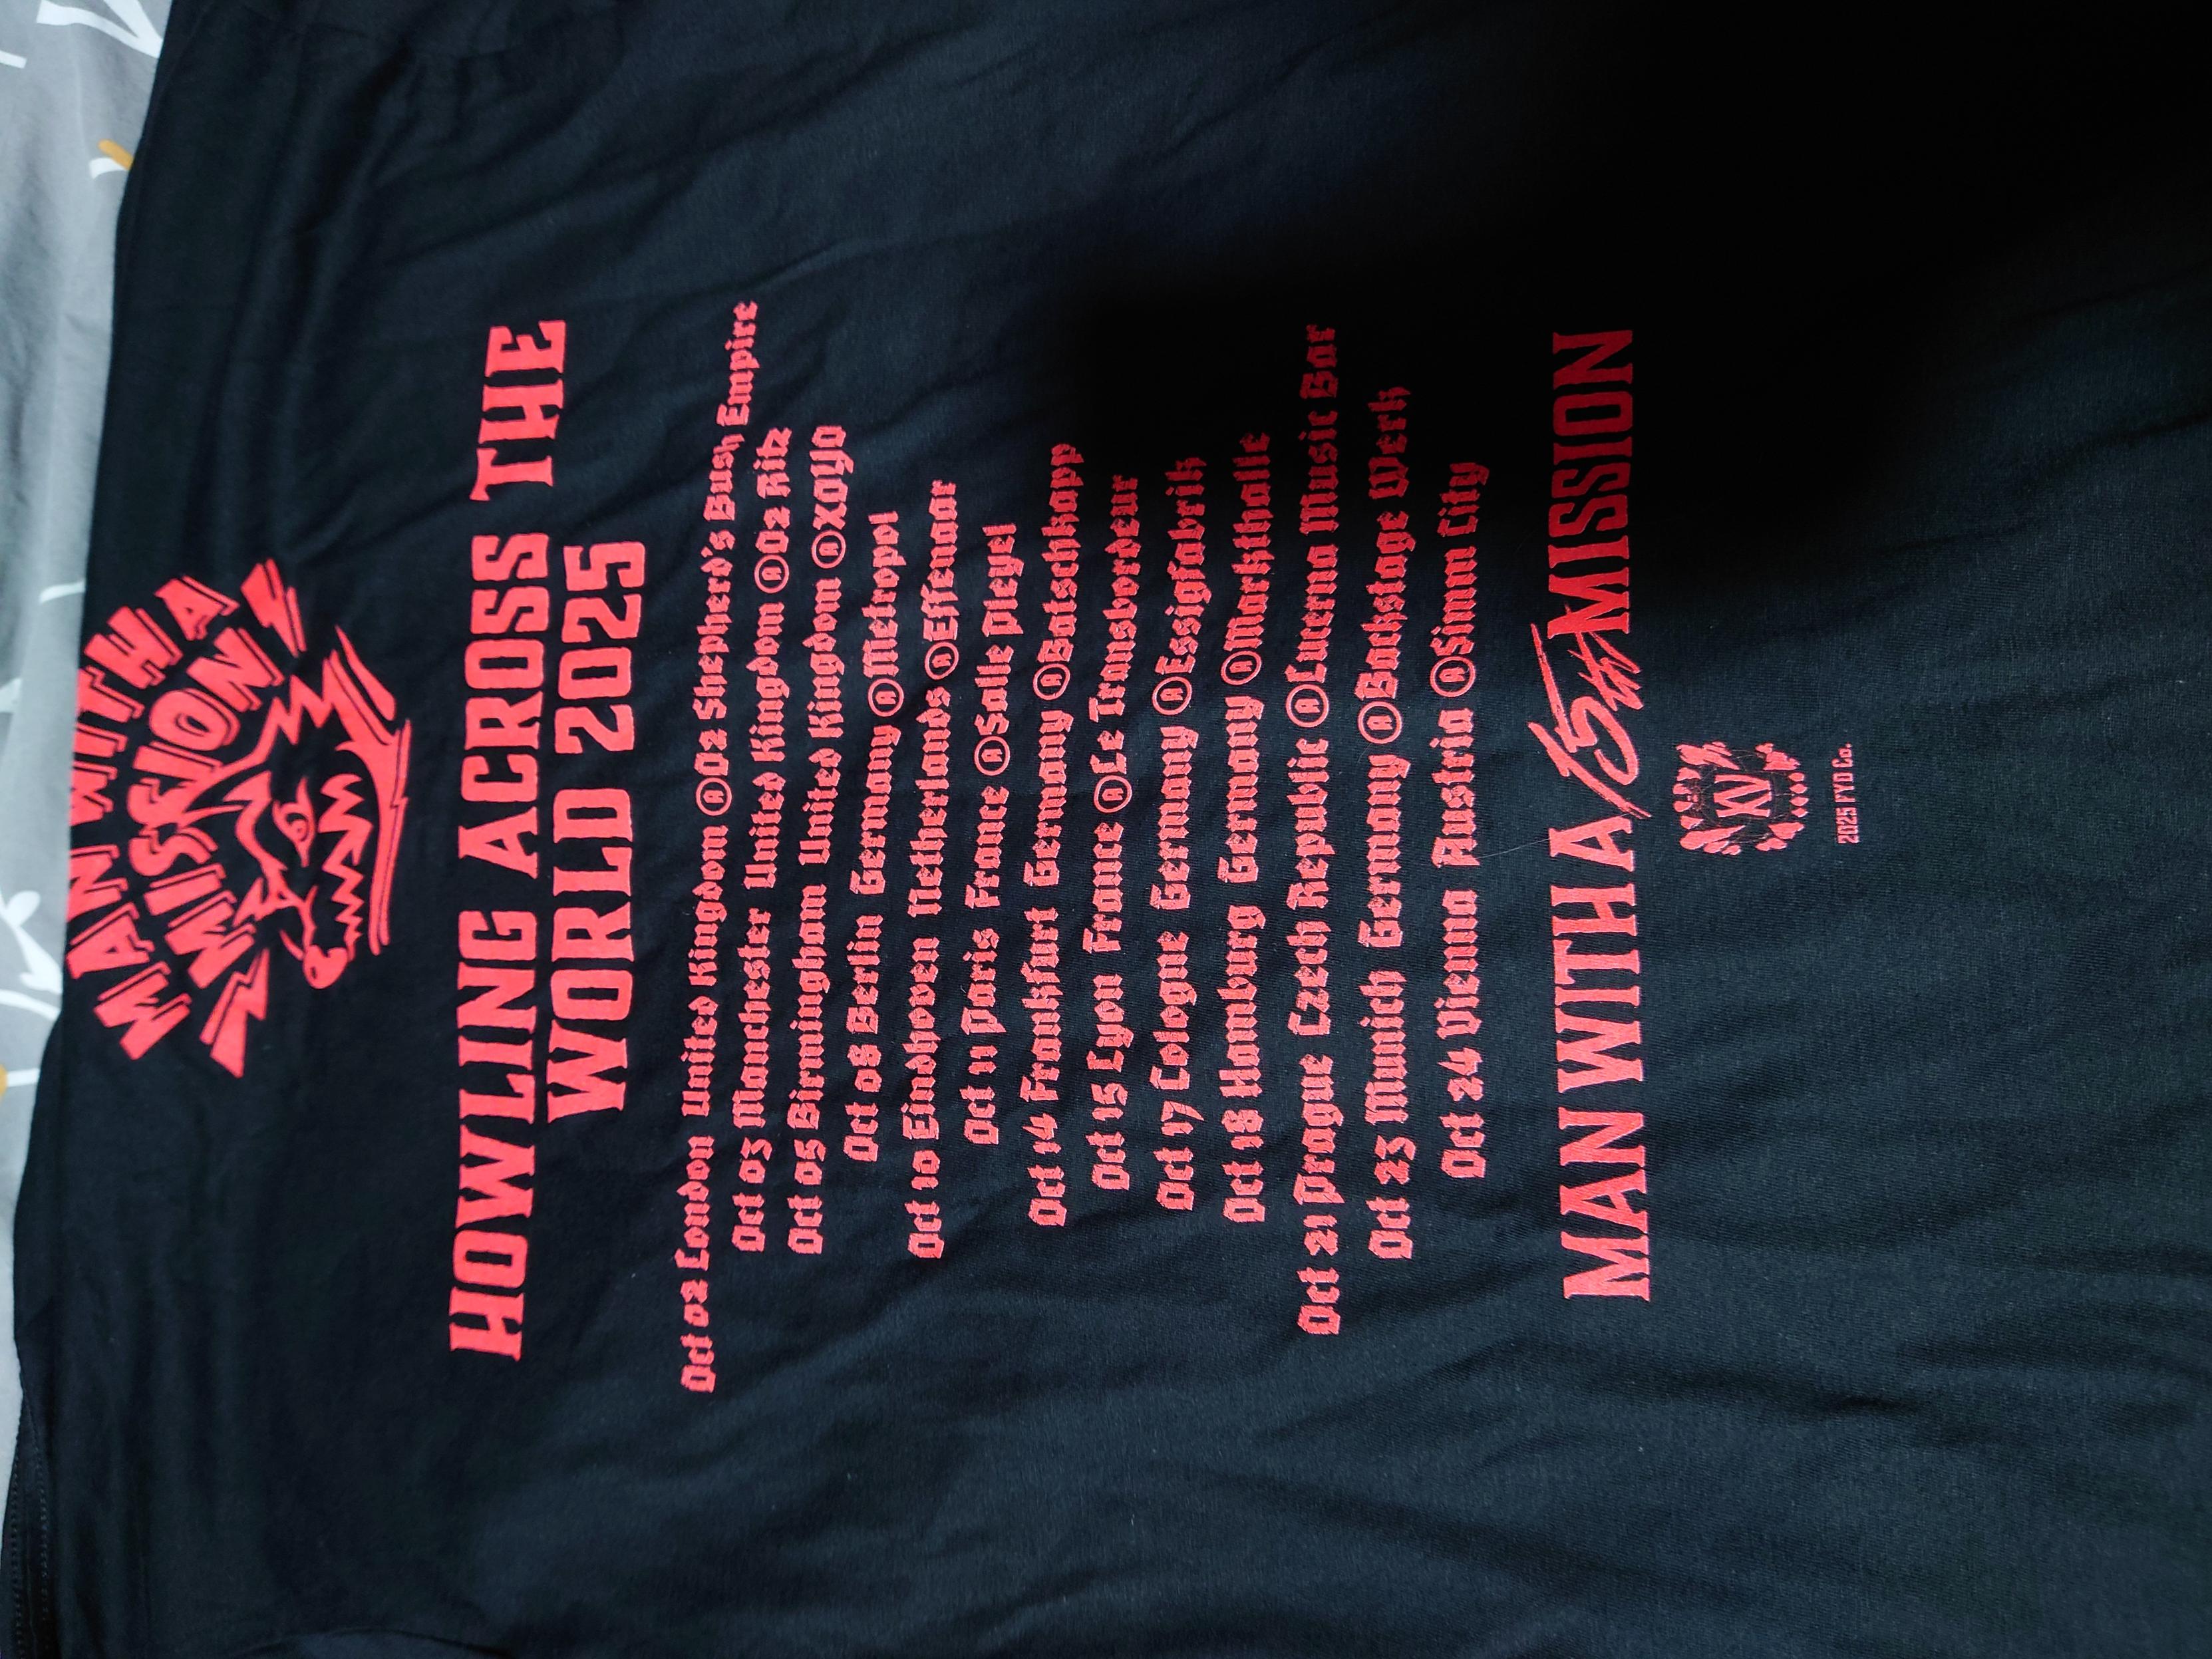 MAN WITH A
MISSION
HOWLING ACROSS THE
WORLD 2025
Oct 02 London United Kingdom @O2 Shepherd's Bush Empire
Oct 03 Manchester United Kingdom @O2 Ritz
Oct 05 Birmingham United Kingdom @XOYO
Oct 08 Berlin Germany @Metropol
Oct 10 Eindhoven Netherlands @Effenaar
Oct 11 Paris France @Salle Pleyel
Oct 14 Frankfurt Germany @Batschkapp
Oct 15 Lyon France @Le Transbordeur
Oct 17 Cologne Germany @Essigfabrik
Oct 18 Hamburg Germany @Markthalle
Oct 21 Prague Czech Republic @Lucerna Music Bar
Oct 23 Munich Germany @Backstage Werk
Oct 24 Vienna Austria @Simm City
MAN WITH A 15th MISSION
XV
2025 FYD Co.